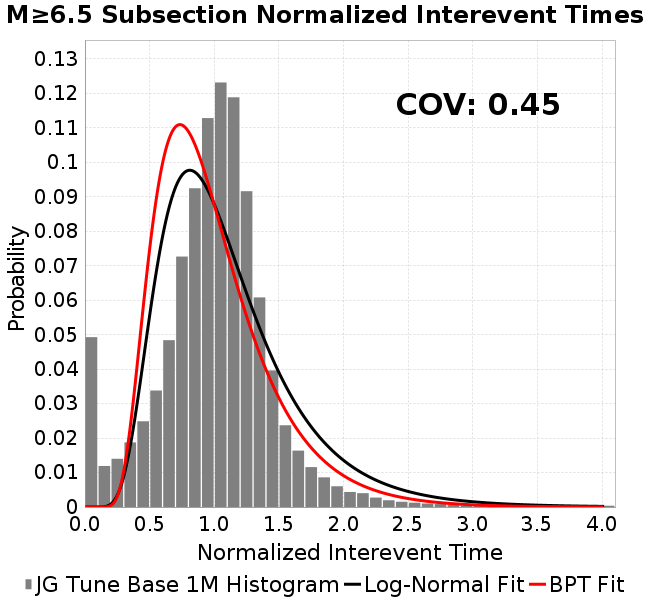 M≥6.5 Subsection Normalized Interevent Times
COV: 0.45
Probability
0.13
0.12
0.11
0.1
0.09
0.08
0.07
0.06
0.05
0.04
0.03
0.02
0.01
0
0.0 0.5 1.0 1.5 2.0 2.5 3.0 3.5 4.0
Normalized Interevent Time
JG Tune Base 1M Histogram Log-Normal Fit BPT Fit